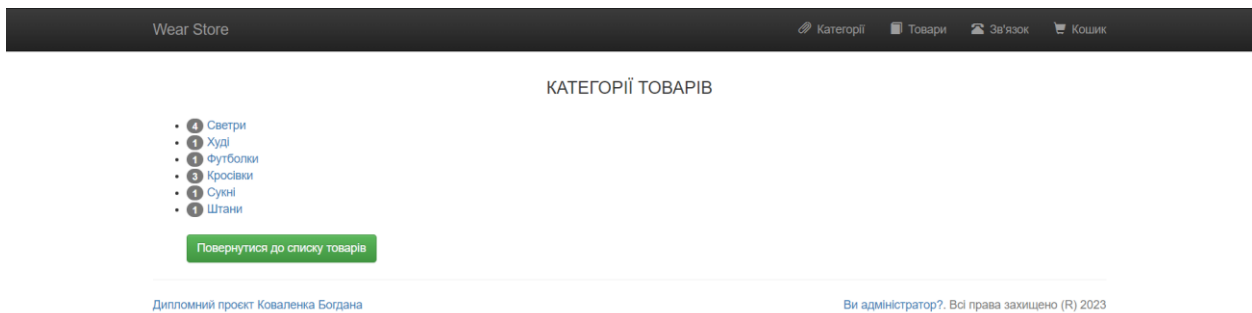 Wear Store Категорії Товари Зв'язок Кошик
КАТЕГОРІЇ ТОВАРІВ
4 Светри
1 Худі
1 Футболки
3 Кросівки
1 Сукні
1 Штани
Повернутися до списку товарів
Дипломний проєкт Коваленка Богдана Ви адміністратор?. Всі права захищено (R) 2023